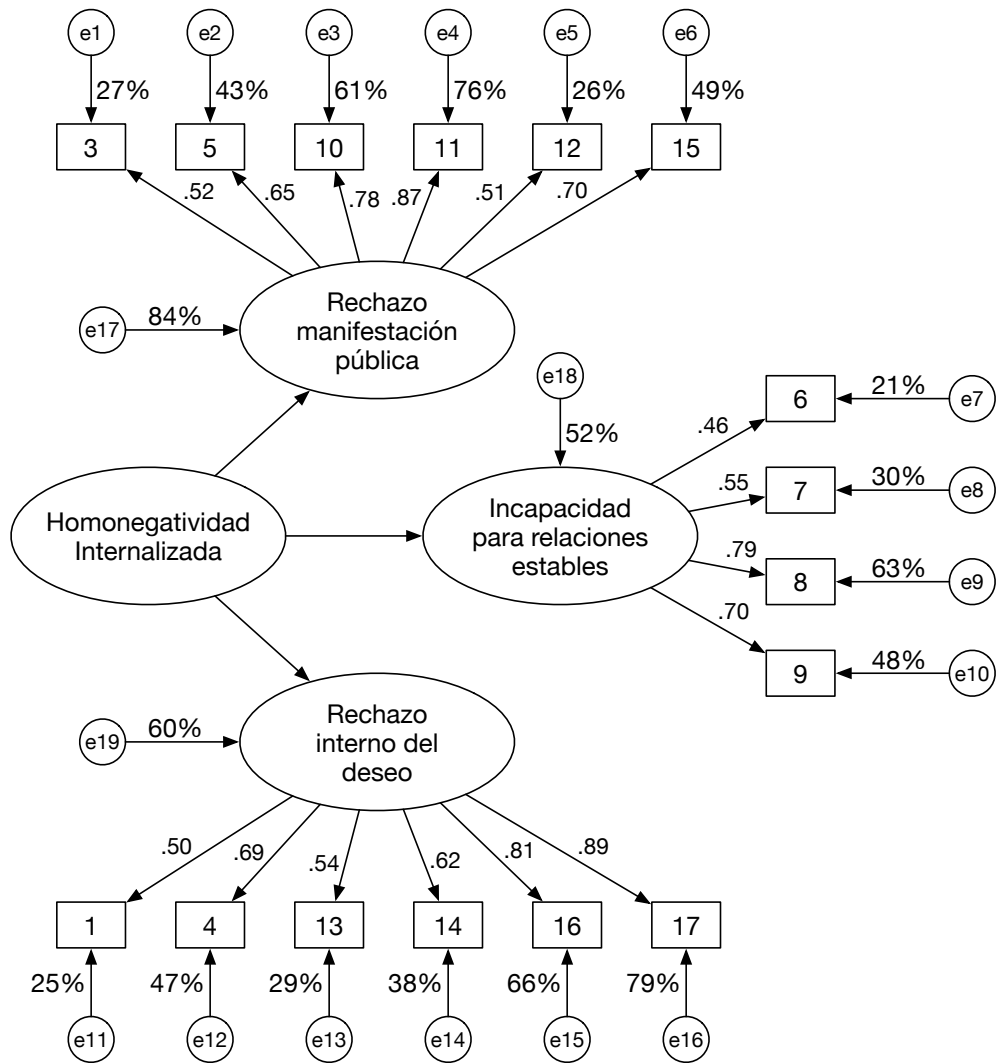 e1 e2 e3 e4 e5 e6
27% 43% 61% 76% 26% 49%
3 5 10 11 12 15
.52 .65 .78 .87 .51 .70
Rechazo
manifestación
pública
e17 84%
e18
52%
6 21% e7
.46
7 30% e8
.55
Homonegatividad
Internalizada
Incapacidad
para relaciones
estables
.79
8 63% e9
.70
9 48% e10
Rechazo
interno del
deseo
e19 60%
.50 .69 .54 .62 .81 .89
1 4 13 14 16 17
25% 47% 29% 38% 66% 79%
e11 e12 e13 e14 e15 e16